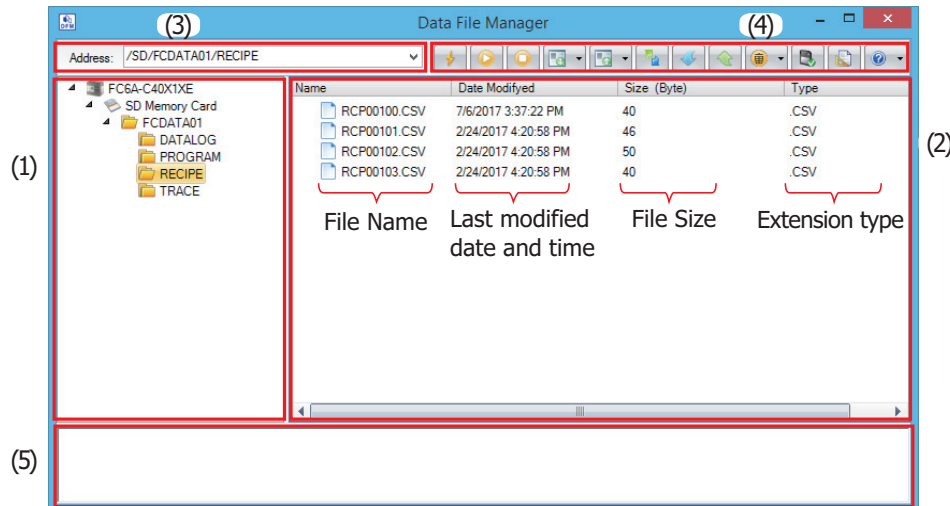 DFM
Data File Manager
(3)
(4)
Address: /SD/FCDATA01/RECIPE
FC6A-C40X1XE
SD Memory Card
FCDATA01
DATALOG
PROGRAM
RECIPE
TRACE
(1)
Name Date Modifyed Size (Byte) Type
RCP00100.CSV 7/6/2017 3:37:22 PM 40 .CSV
RCP00101.CSV 2/24/2017 4:20:58 PM 46 .CSV
RCP00102.CSV 2/24/2017 4:20:58 PM 50 .CSV
RCP00103.CSV 2/24/2017 4:20:58 PM 40 .CSV
(2)
File Name
Last modified
date and time
File Size
Extension type
(5)